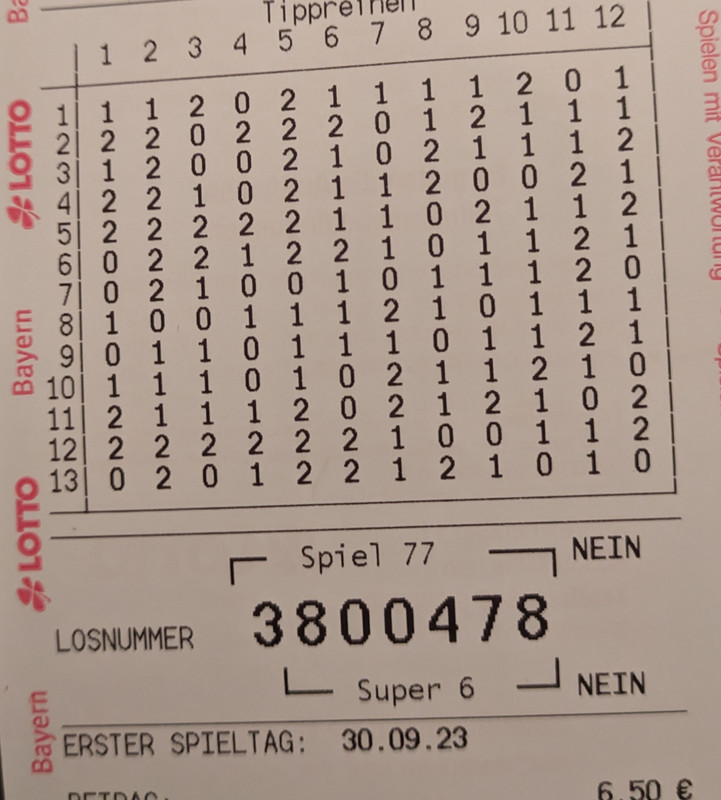 Tippreihen
1 2 3 4 5 6 7 8 9 10 11 12
1 1 1 2 0 2 1 1 1 1 2 0 1
2 2 2 0 2 2 2 0 1 2 1 1 1
3 1 2 0 0 2 1 0 2 1 1 1 2
4 2 2 1 0 2 1 1 2 0 0 2 1
5 2 2 2 2 2 1 1 0 2 1 1 2
6 0 2 2 1 2 2 1 0 1 1 2 1
7 0 2 1 0 0 1 0 1 1 1 2 0
8 1 0 0 1 1 1 2 1 0 1 1 1
9 0 1 1 0 1 1 1 0 1 1 2 1
10 1 1 1 0 1 0 2 1 1 2 1 0
11 2 1 1 1 2 0 2 1 2 1 0 2
12 2 2 2 2 2 2 1 0 0 1 1 2
13 0 2 0 1 2 2 1 2 1 0 1 0
Spiel 77 NEIN
LOSNUMMER 3800478
Super 6 NEIN
ERSTER SPIELTAG: 30.09.23
BETRAG: 6,50 €
Ba
LOTTO
Bayern
LOTTO
Bayern
Spielen mit Verantwortung